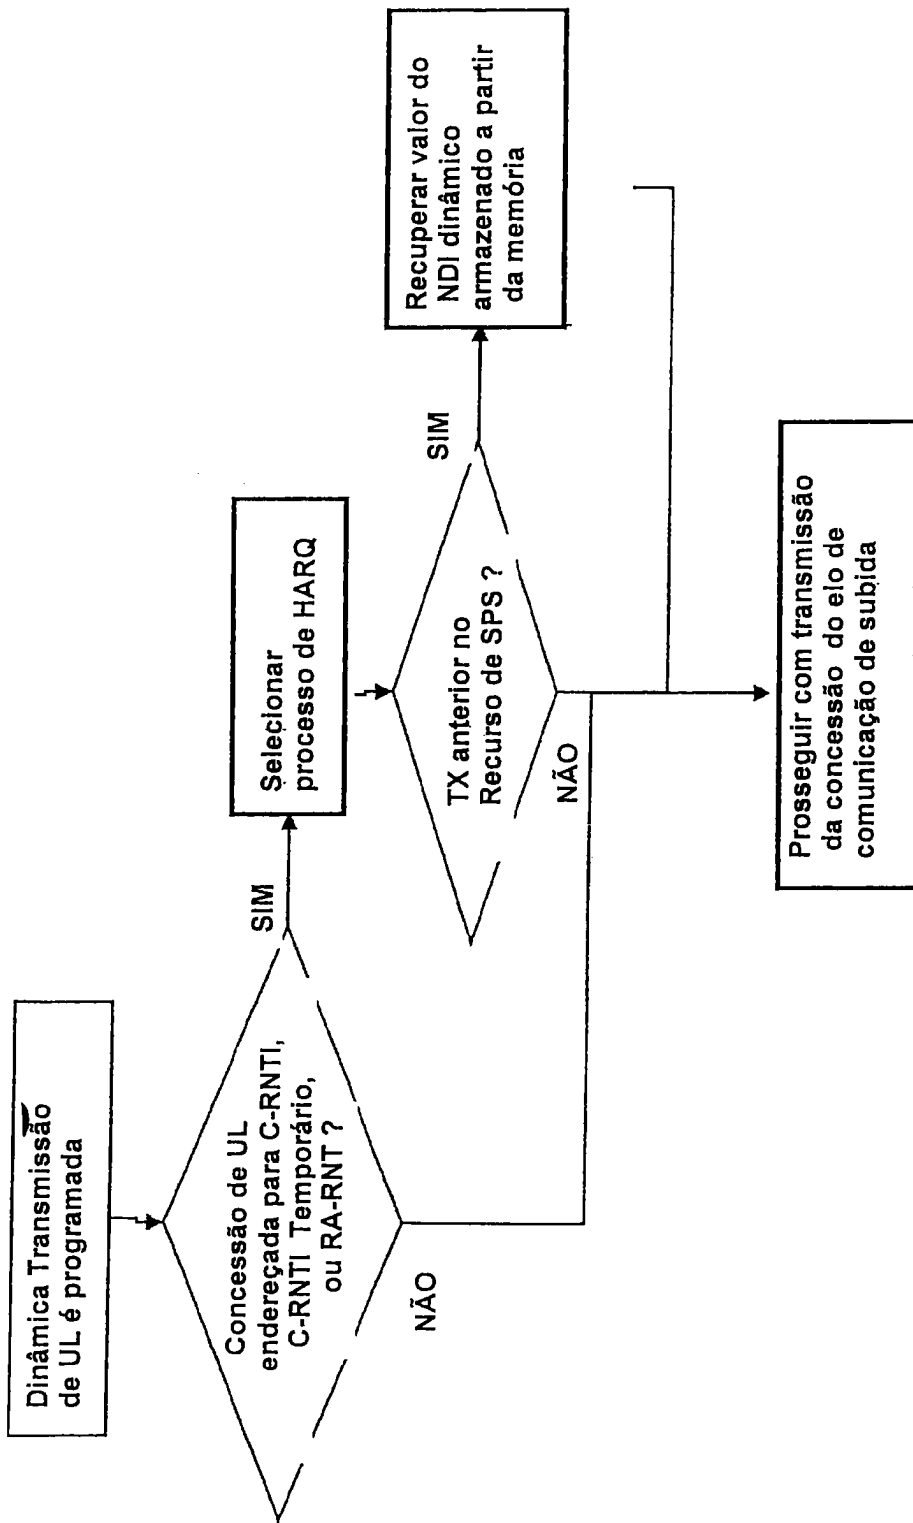 Dinâmica Transmissão
de UL é programada
Concessão de UL
endereçada para C-RNTI,
C-RNTI Temporário,
ou RA-RNT ?
SIM
NÃO
Selecionar
processo de HARQ
TX anterior no
Recurso de SPS ?
SIM
NÃO
Recuperar valor do
NDI dinâmico
armazenado a partir
da memória
Prosseguir com transmissão
da concessão do elo de
comunicação de subida